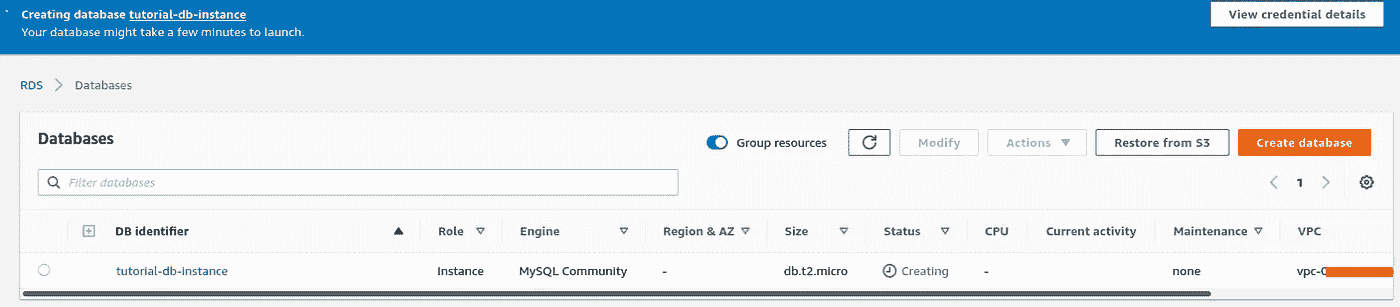 Creating database tutorial-db-instance
View credential details
Your database might take a few minutes to launch.
RDS > Databases
Databases
Group resources
Modify
Actions
Restore from S3
Create database
Filter databases
1
DB identifier Role Engine Region & AZ Size Status CPU Current activity Maintenance VPC
tutorial-db-instance Instance MySQL Community - db.t2.micro Creating - none vpc-0